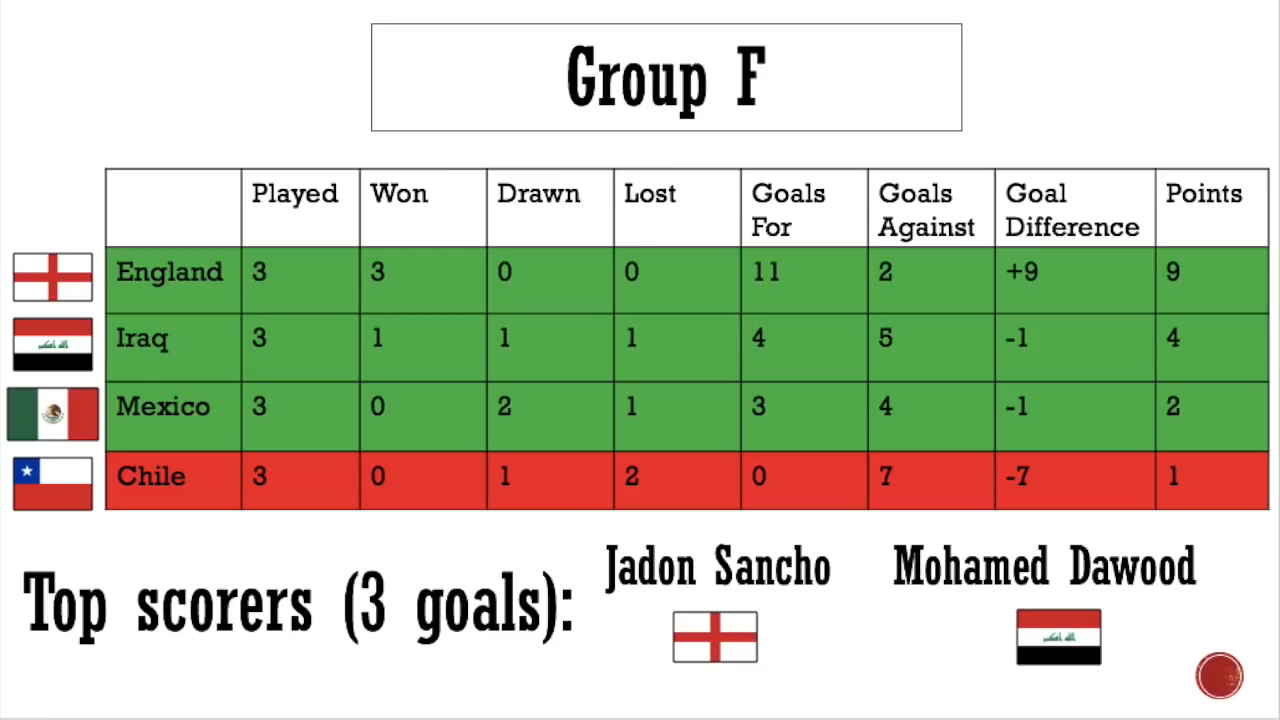 Group F
Played Won Drawn Lost Goals For Goals Against Goal Difference Points
England 3 3 0 0 11 2 +9 9
Iraq 3 1 1 1 4 5 -1 4
Mexico 3 0 2 1 3 4 -1 2
Chile 3 0 1 2 0 7 -7 1
Top scorers (3 goals):
Jadon Sancho
Mohamed Dawood